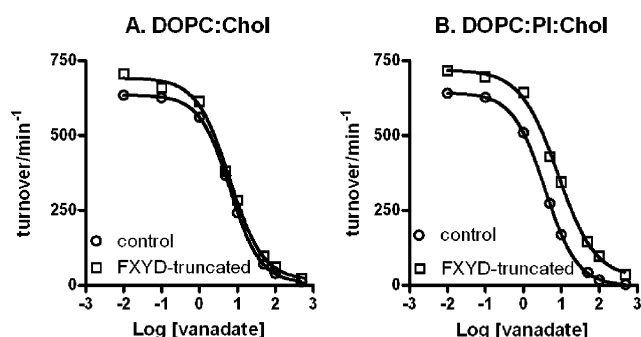 A. DOPC:Chol
turnover/min-1
750
500
250
0
control
FXYD-truncated
-3 -2 -1 0 1 2 3
Log [vanadate]
B. DOPC:PI:Chol
turnover/min-1
750
500
250
0
control
FXYD-truncated
-3 -2 -1 0 1 2 3
Log [vanadate]